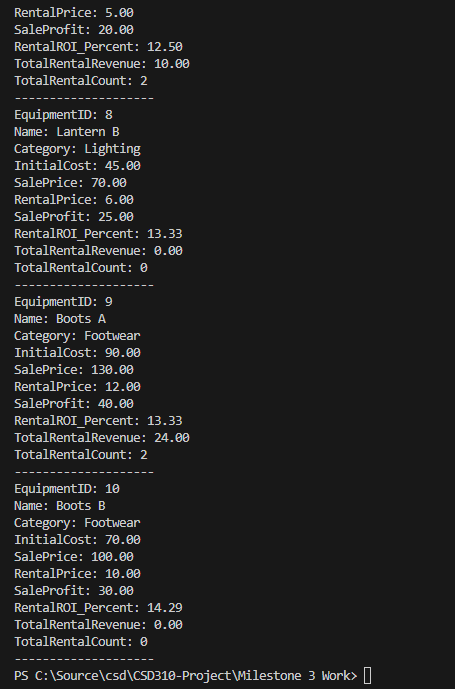 RentalPrice: 5.00
SaleProfit: 20.00
RentalROI_Percent: 12.50
TotalRentalRevenue: 10.00
TotalRentalCount: 2
--------------------
EquipmentID: 8
Name: Lantern B
Category: Lighting
InitialCost: 45.00
SalePrice: 70.00
RentalPrice: 6.00
SaleProfit: 25.00
RentalROI_Percent: 13.33
TotalRentalRevenue: 0.00
TotalRentalCount: 0
--------------------
EquipmentID: 9
Name: Boots A
Category: Footwear
InitialCost: 90.00
SalePrice: 130.00
RentalPrice: 12.00
SaleProfit: 40.00
RentalROI_Percent: 13.33
TotalRentalRevenue: 24.00
TotalRentalCount: 2
--------------------
EquipmentID: 10
Name: Boots B
Category: Footwear
InitialCost: 70.00
SalePrice: 100.00
RentalPrice: 10.00
SaleProfit: 30.00
RentalROI_Percent: 14.29
TotalRentalRevenue: 0.00
TotalRentalCount: 0
--------------------
PS C:\Source\csd\CSD310-Project\Milestone 3 Work>